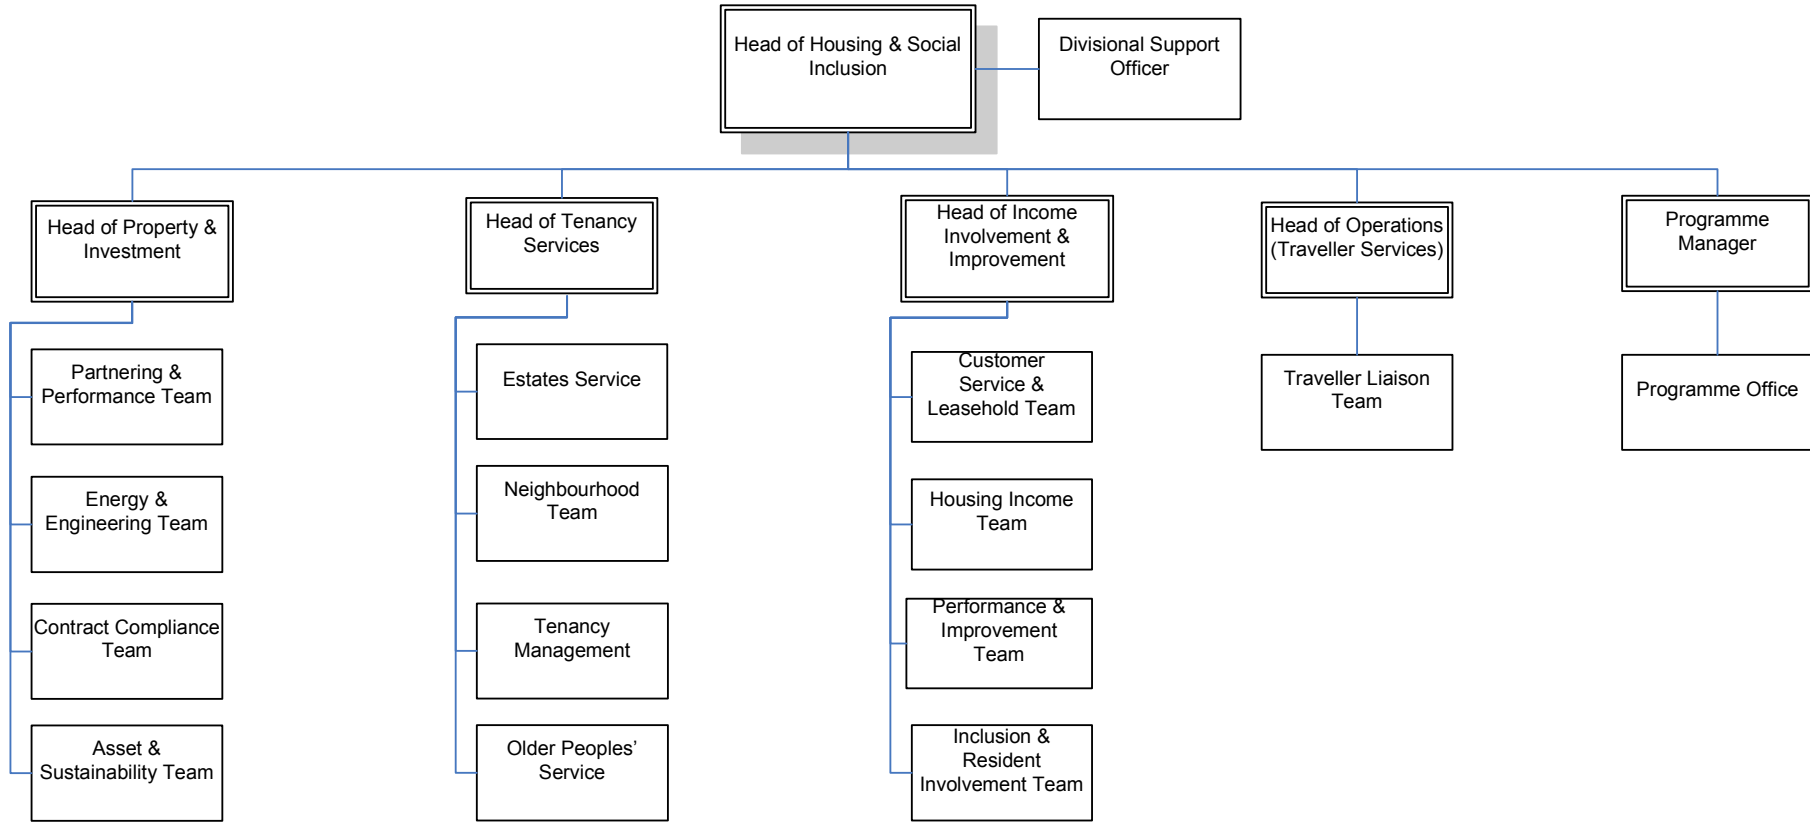 Head of Housing & Social
Inclusion
Divisional Support
Officer
Head of Property &
Investment
Head of Tenancy
Services
Head of Income
Involvement &
Improvement
Head of Operations
(Traveller Services)
Programme
Manager
Partnering &
Performance Team
Energy &
Engineering Team
Contract Compliance
Team
Asset &
Sustainability Team
Estates Service
Neighbourhood
Team
Tenancy
Management
Older Peoples’
Service
Customer
Service &
Leasehold Team
Housing Income
Team
Performance &
Improvement
Team
Inclusion &
Resident
Involvement Team
Traveller Liaison
Team
Programme Office